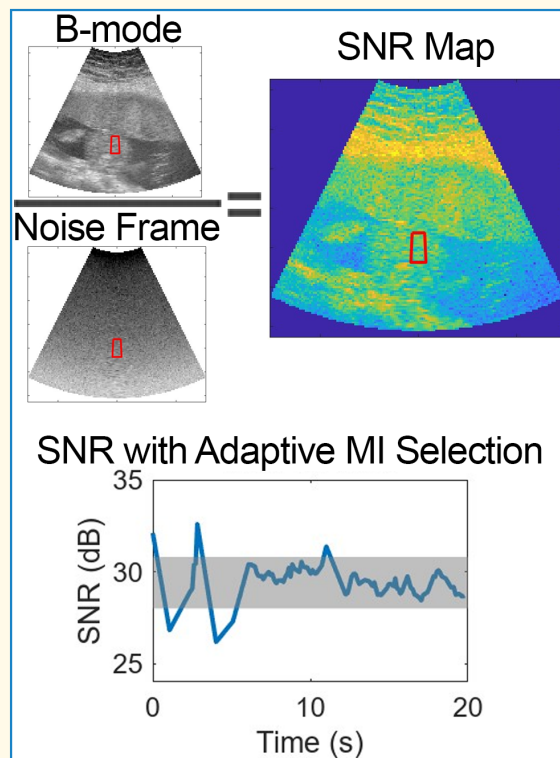 B-mode
Noise Frame
SNR Map
SNR with Adaptive MI Selection
35
30
25
SNR (dB)
0
10
20
Time (s)